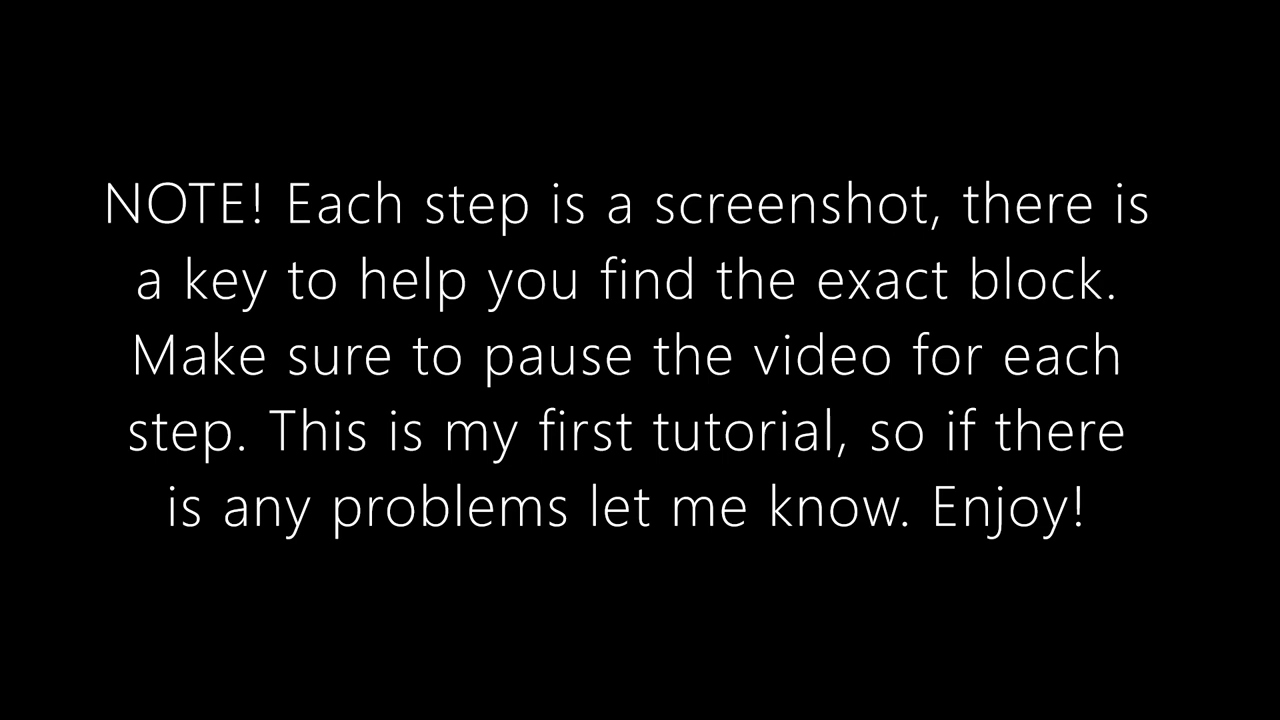 NOTE! Each step is a screenshot, there is
a key to help you find the exact block.
Make sure to pause the video for each
step. This is my first tutorial, so if there
is any problems let me know. Enjoy!